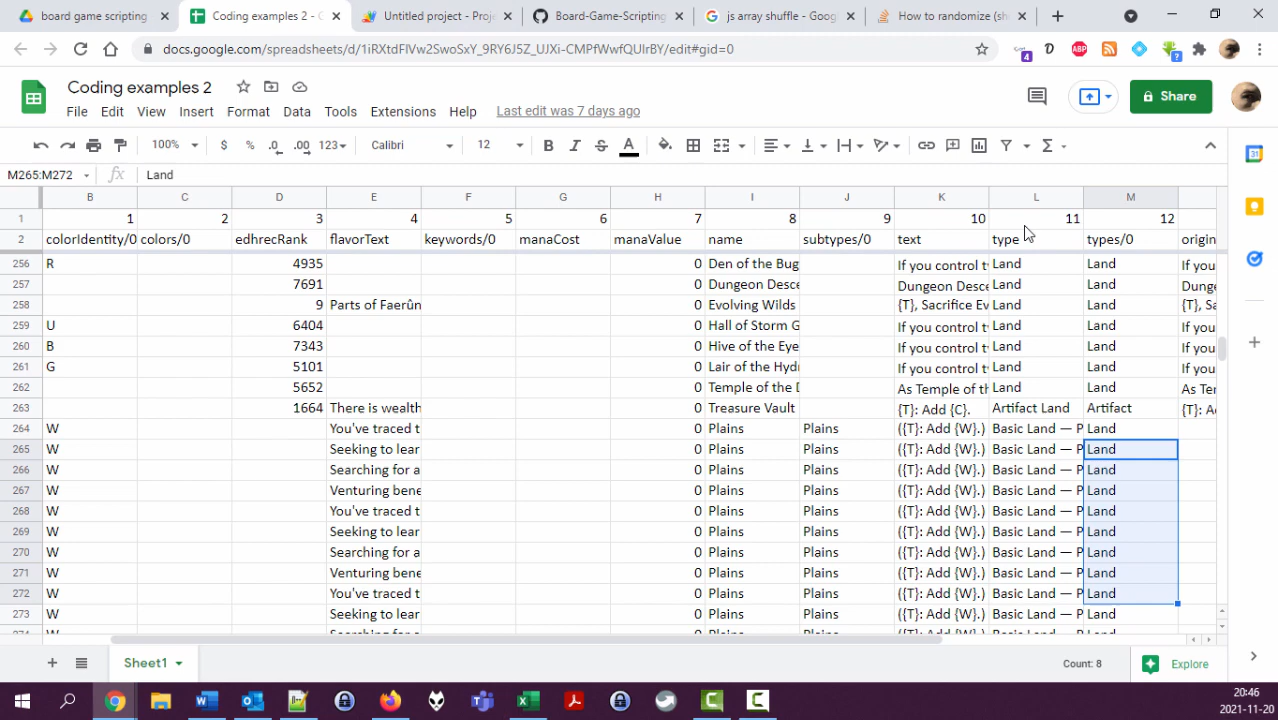 board game scripting
Coding examples 2 - G
Untitled project - Proje
Board-Game-Scripting
js array shuffle - Goog
How to randomize (sh
docs.google.com/spreadsheets/d/1iRXtdFIVw2SwoSxY_9RY6J5Z_UJXi-CMPfWwfQUIrBY/edit#gid=0
4
ABP
?
Coding examples 2
File Edit View Insert Format Data Tools Extensions Help Last edit was 7 days ago
Share
100% $ % .0 .00 123 Calibri 12 B I S A
M265:M272 fx Land
B C D E F G H I J K L M
1 1 2 3 4 5 6 7 8 9 10 11 12
2 colorIdentity/0 colors/0 edhrecRank flavorText keywords/0 manaCost manaValue name subtypes/0 text type types/0 origin
256 R 4935 0 Den of the Bug If you control t Land Land If you
257 7691 0 Dungeon Desce Dungeon Desce Land Land Dunge
258 9 Parts of Faerûn 0 Evolving Wilds {T}, Sacrifice Ev Land Land {T}, Sa
259 U 6404 0 Hall of Storm G If you control t Land Land If you
260 B 7343 0 Hive of the Eye If you control t Land Land If you
261 G 5101 0 Lair of the Hyd If you control t Land Land If you
262 5652 0 Temple of the D As Temple of th Land Land As Ten
263 1664 There is wealth 0 Treasure Vault {T}: Add {C}. Artifact Land Artifact {T}: Ad
264 W You've traced t 0 Plains Plains ({T}: Add {W}.) Basic Land — P Land
265 W Seeking to lear 0 Plains Plains ({T}: Add {W}.) Basic Land — P Land
266 W Searching for a 0 Plains Plains ({T}: Add {W}.) Basic Land — P Land
267 W Venturing bene 0 Plains Plains ({T}: Add {W}.) Basic Land — P Land
268 W You've traced t 0 Plains Plains ({T}: Add {W}.) Basic Land — P Land
269 W Seeking to lear 0 Plains Plains ({T}: Add {W}.) Basic Land — P Land
270 W Searching for a 0 Plains Plains ({T}: Add {W}.) Basic Land — P Land
271 W Venturing bene 0 Plains Plains ({T}: Add {W}.) Basic Land — P Land
272 W You've traced t 0 Plains Plains ({T}: Add {W}.) Basic Land — P Land
273 W Seeking to lear 0 Plains Plains ({T}: Add {W}.) Basic Land — P Land
274 W Searching for a 0 Plains Plains ({T}: Add {W}.) Basic Land — P Land
Sheet1 Count: 8 Explore
20:46
2021-11-20